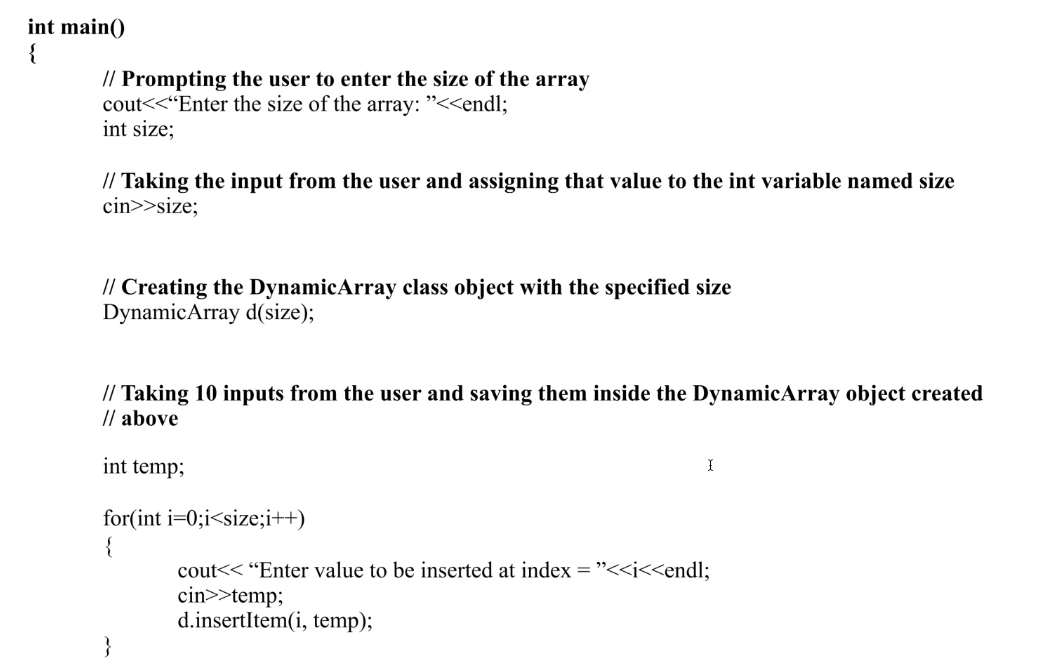 int main()
{
// Prompting the user to enter the size of the array
cout<<“Enter the size of the array: ”<<endl;
int size;
// Taking the input from the user and assigning that value to the int variable named size
cin>>size;
// Creating the DynamicArray class object with the specified size
DynamicArray d(size);
// Taking 10 inputs from the user and saving them inside the DynamicArray object created
// above
int temp;
for(int i=0;i<size;i++)
{
cout<< “Enter value to be inserted at index = ”<<i<<endl;
cin>>temp;
d.insertItem(i, temp);
}